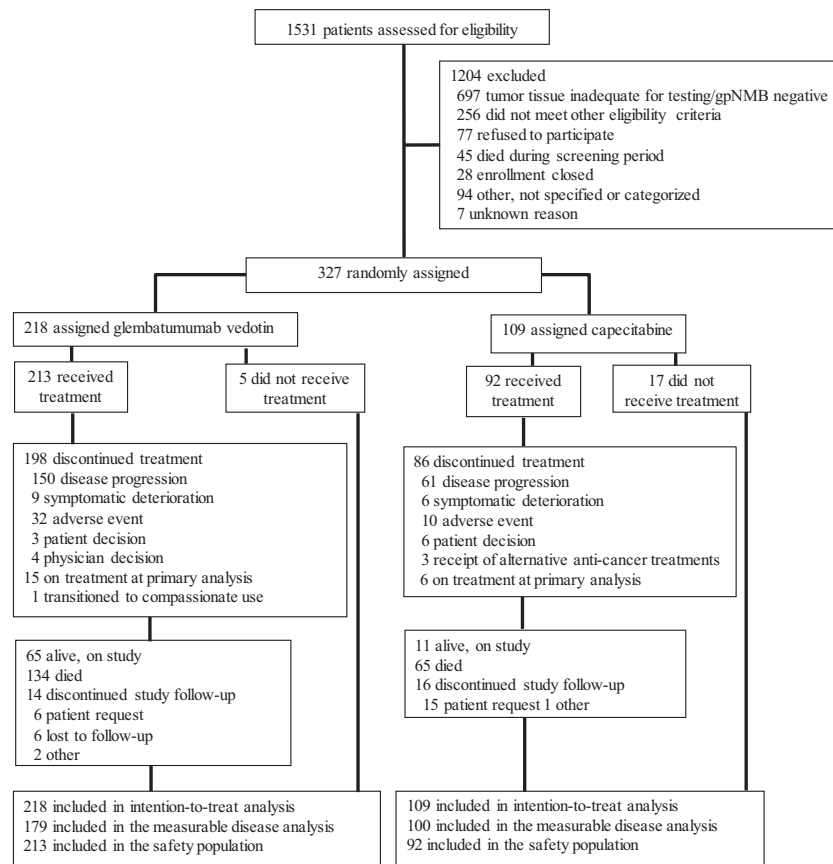 1531 patients assessed for eligibility
1204 excluded
697 tumor tissue inadequate for testing/gpNMB negative
256 did not meet other eligibility criteria
77 refused to participate
45 died during screening period
28 enrollment closed
94 other, not specified or categorized
7 unknown reason
327 randomly assigned
218 assigned glembatumumab vedotin
213 received
treatment
5 did not receive
treatment
198 discontinued treatment
150 disease progression
9 symptomatic deterioration
32 adverse event
3 patient decision
4 physician decision
15 on treatment at primary analysis
1 transitioned to compassionate use
65 alive, on study
134 died
14 discontinued study follow-up
6 patient request
6 lost to follow-up
2 other
218 included in intention-to-treat analysis
179 included in the measurable disease analysis
213 included in the safety population
109 assigned capecitabine
92 received
treatment
17 did not
receive treatment
86 discontinued treatment
61 disease progression
6 symptomatic deterioration
10 adverse event
6 patient decision
3 receipt of alternative anti-cancer treatments
6 on treatment at primary analysis
11 alive, on study
65 died
16 discontinued study follow-up
15 patient request 1 other
109 included in intention-to-treat analysis
100 included in the measurable disease analysis
92 included in the safety population